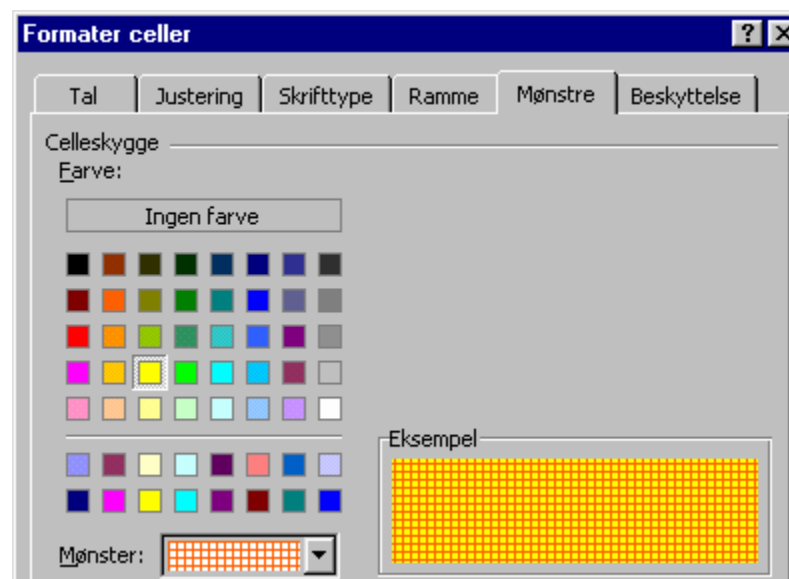 Formater celler
Tal Justering Skrifttype Ramme Mønstre Beskyttelse
Celleskygge
Farve:
Ingen farve
Eksempel
Mønster: